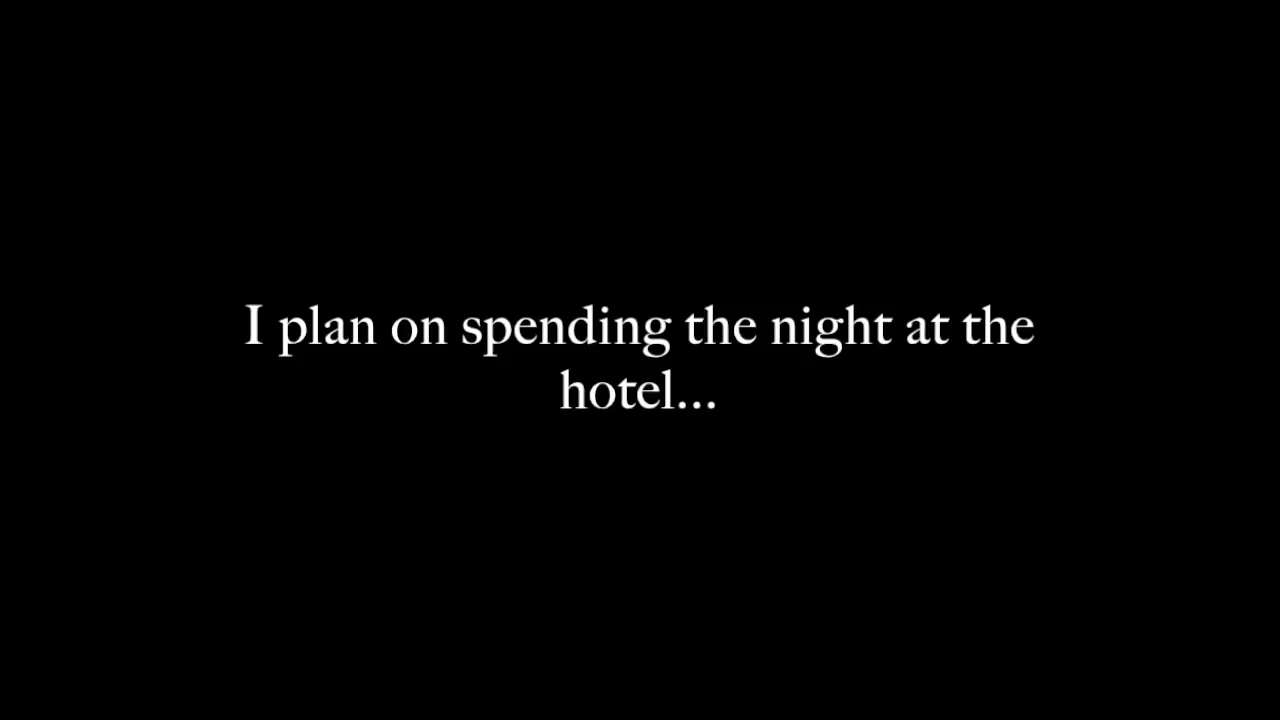 I plan on spending the night at the
hotel...